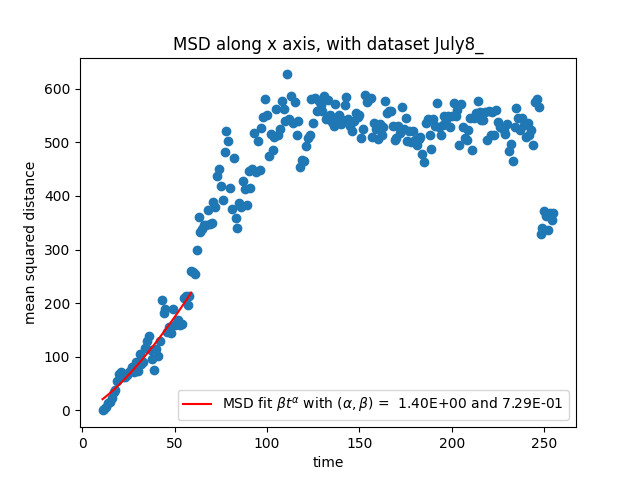 MSD along x axis, with dataset July8_
mean squared distance
600
500
400
300
200
100
0
MSD fit βt^α with (α, β) = 1.40E+00 and 7.29E-01
0 50 100 150 200 250
time